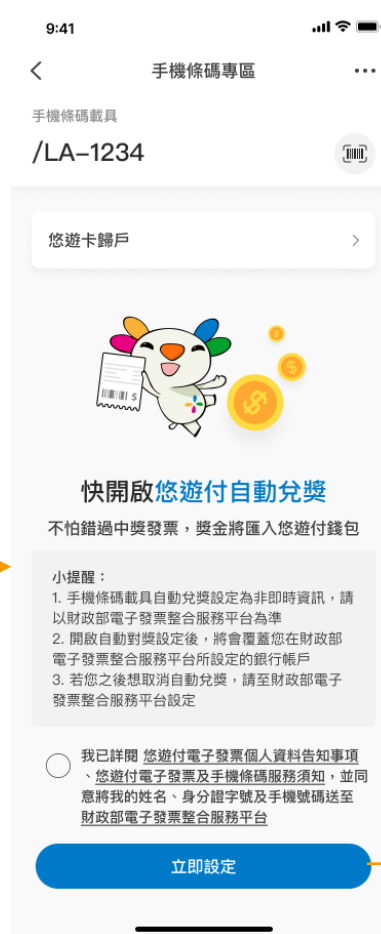 9:41
手機條碼專區
手機條碼載具
/LA-1234
悠遊卡歸戶
$
$
$
$
快開啟悠遊付自動兌獎
不怕錯過中獎發票，獎金將匯入悠遊付錢包
小提醒：
1. 手機條碼載具自動兌獎設定為非即時資訊，請
以財政部電子發票整合服務平台為準
2. 開啟自動對獎設定後，將會覆蓋您在財政部
電子發票整合服務平台所設定的銀行帳戶
3. 若您之後想取消自動兌獎，請至財政部電子
發票整合服務平台設定
我已詳閱 悠遊付電子發票個人資料告知事項
、悠遊付電子發票及手機條碼服務須知，並同
意將我的姓名、身分證字號及手機號碼送至
財政部電子發票整合服務平台
立即設定